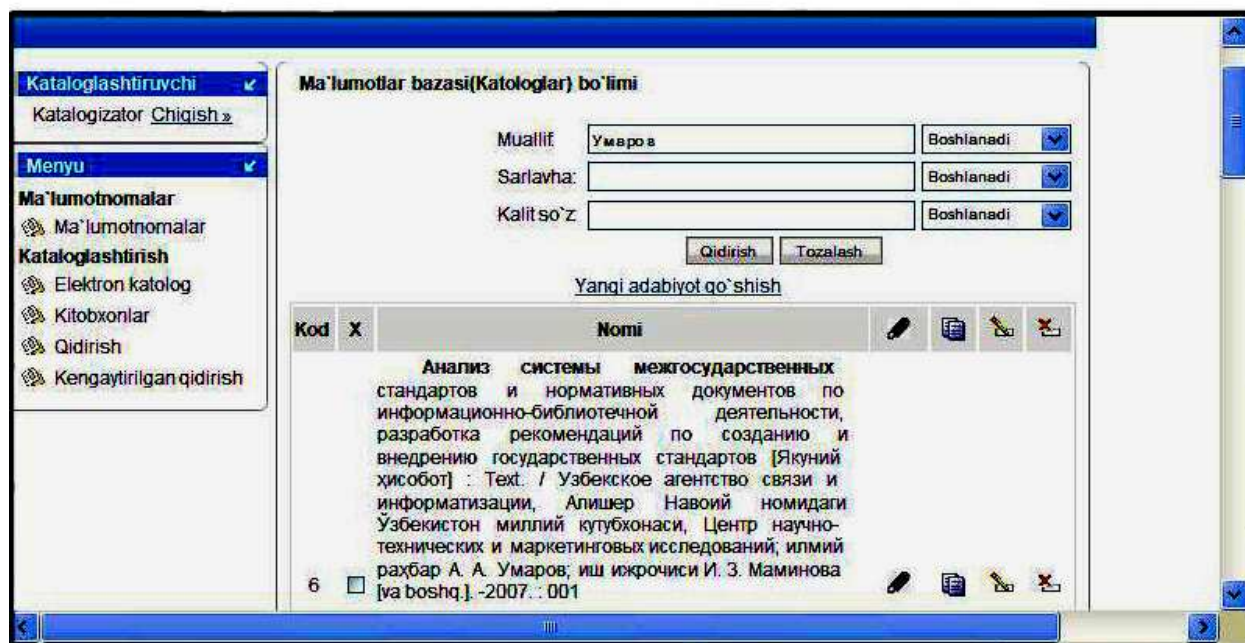 Kataloglashtiruvchi
Katalogizator Chiqish »
Menyu
Ma`lumotnomalar
Ma`lumotnomalar
Kataloglashtirish
Elektron katolog
Kitobxonlar
Qidirish
Kengaytirilgan qidirish
Ma`lumotlar bazasi(Katologlar) bo`limi
Muallif: Умаров Boshlanadi
Sarlavha: Boshlanadi
Kalit so`z: Boshlanadi
Qidirish Tozalash
Yangi adabiyot qo`shish
Kod X Nomi
Анализ системы межгосударственных
стандартов и нормативных документов по
информационно-библиотечной деятельности,
разработка рекомендаций по созданию и
внедрению государственных стандартов [Якуний
ҳисобот] : Text. / Узбекское агентство связи и
информатизации, Алишер Навоий номидаги
Ўзбекистон миллий кутубхонаси, Центр научно-
технических и маркетинговых исследований; илмий
раҳбар А. А. Умаров; иш ижрочиси И. З. Маминова
6 [va boshq.]. -2007. : 001